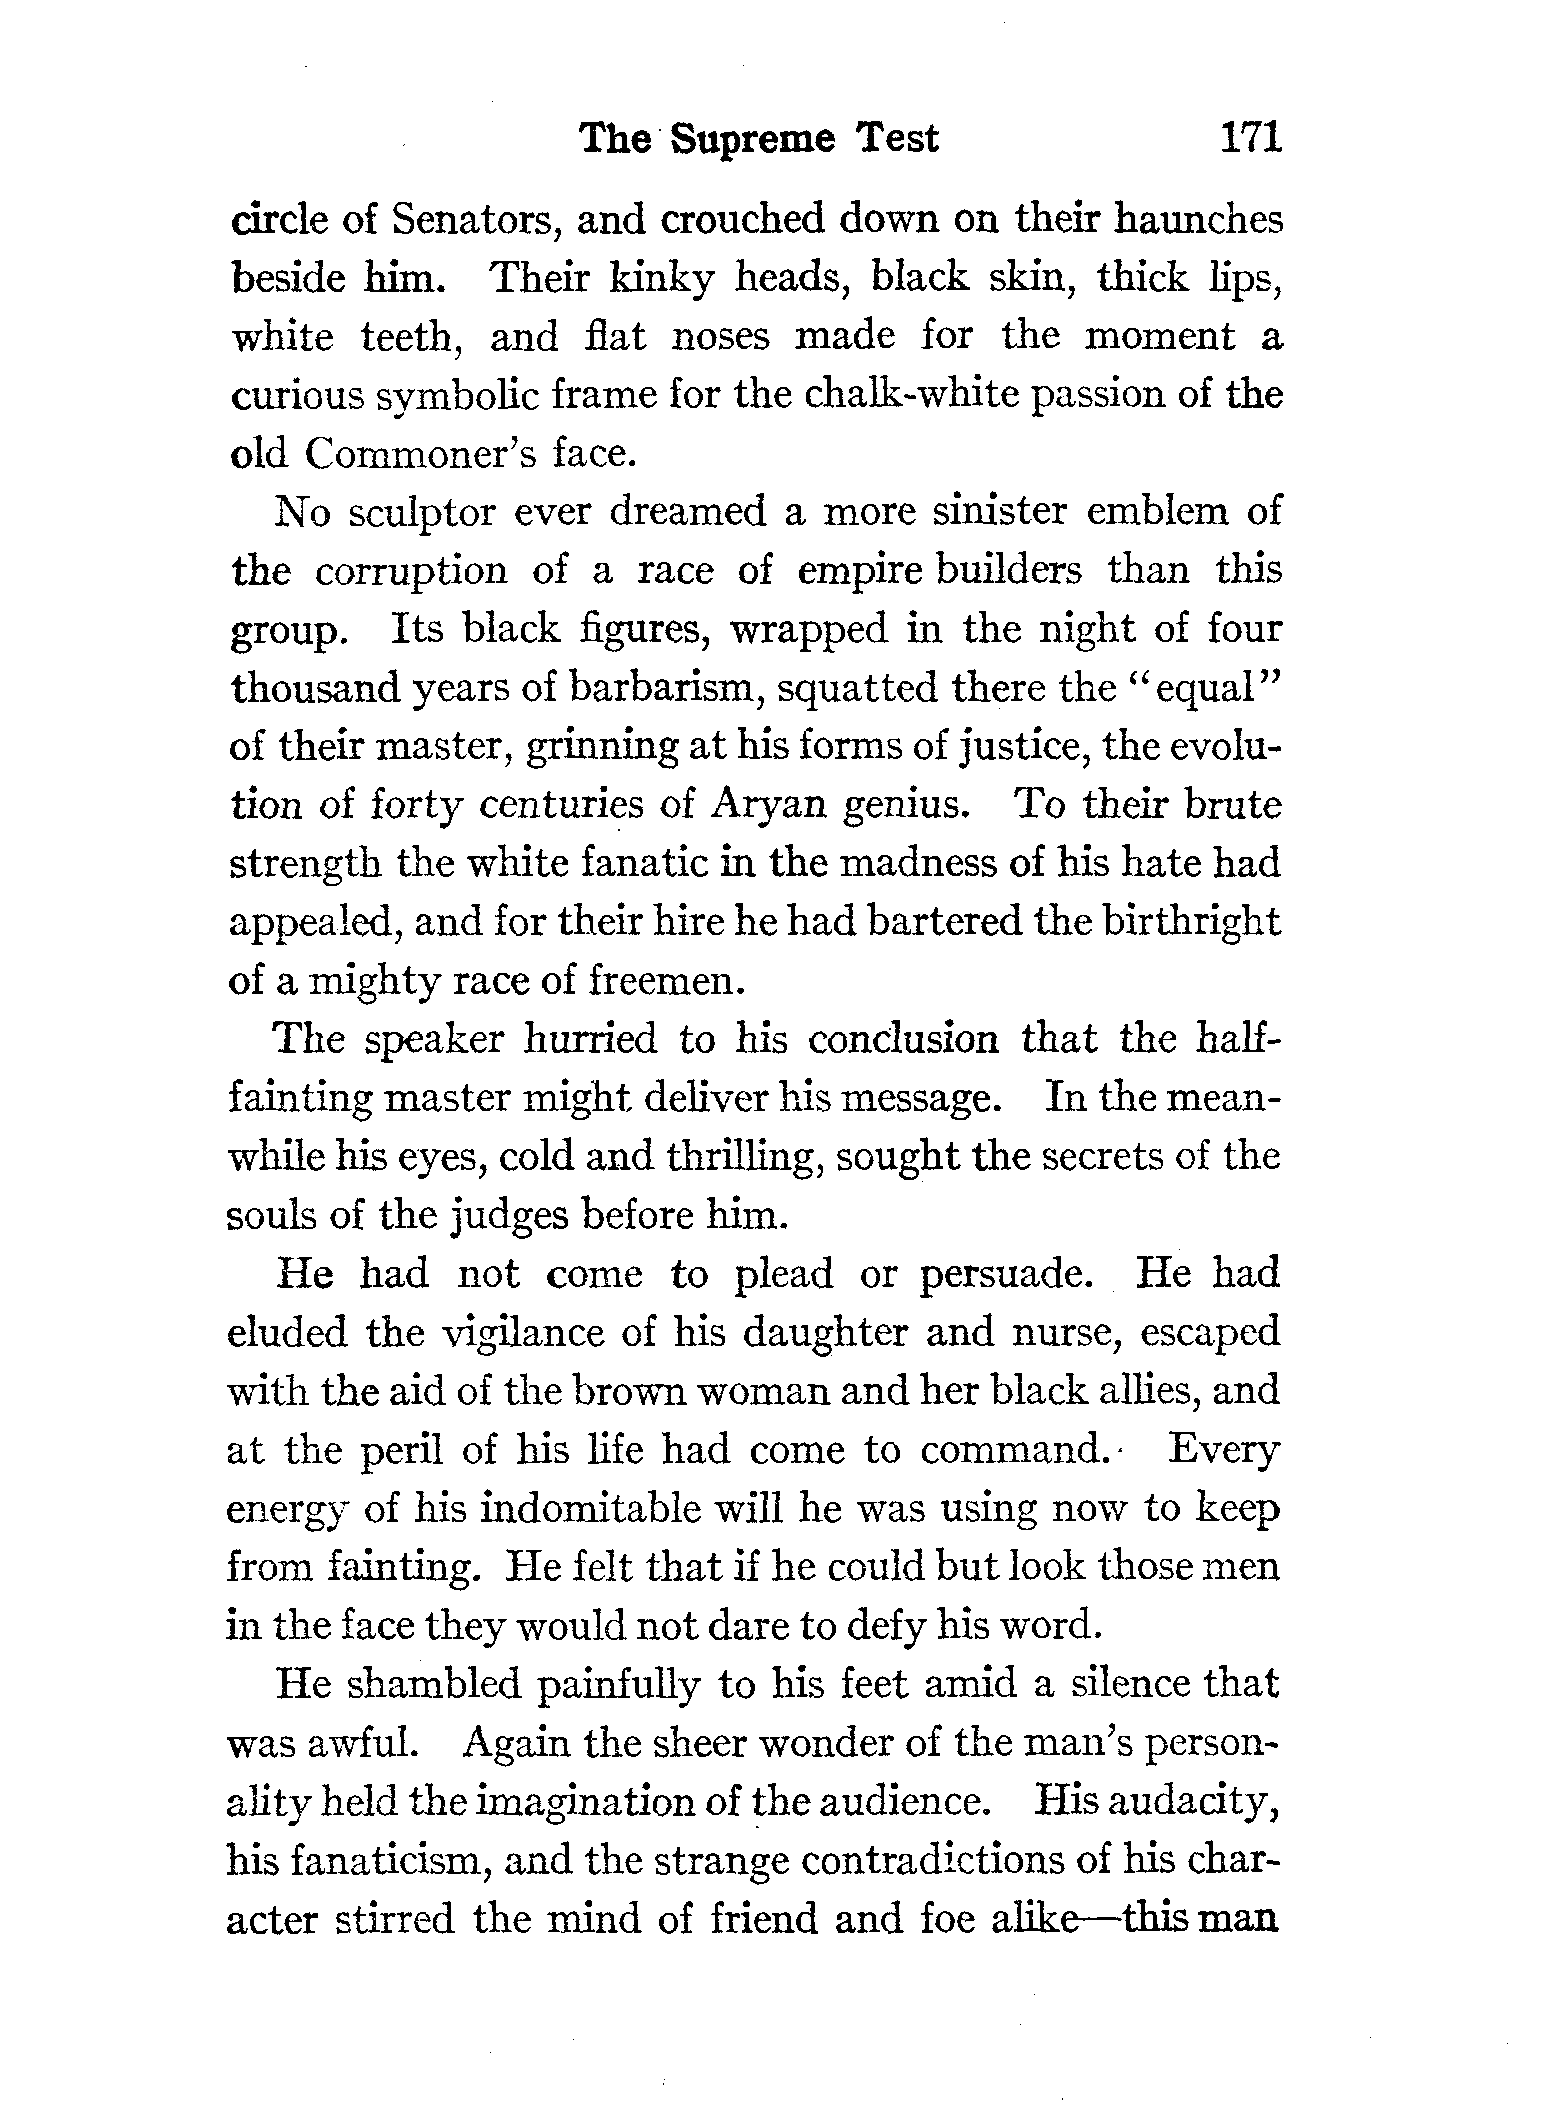 The Supreme Test 171
circle of Senators, and crouched down on their haunches
beside him. Their kinky heads, black skin, thick lips,
white teeth, and flat noses made for the moment a
curious symbolic frame for the chalk-white passion of the
old Commoner's face.
No sculptor ever dreamed a more sinister emblem of
the corruption of a race of empire builders than this
group. Its black figures, wrapped in the night of four
thousand years of barbarism, squatted there the "equal"
of their master, grinning at his forms of justice, the evolu-
tion of forty centuries of Aryan genius. To their brute
strength the white fanatic in the madness of his hate had
appealed, and for their hire he had bartered the birthright
of a mighty race of freemen.
The speaker hurried to his conclusion that the half-
fainting master might deliver his message. In the mean-
while his eyes, cold and thrilling, sought the secrets of the
souls of the judges before him.
He had not come to plead or persuade. He had
eluded the vigilance of his daughter and nurse, escaped
with the aid of the brown woman and her black allies, and
at the peril of his life had come to command. Every
energy of his indomitable will he was using now to keep
from fainting. He felt that if he could but look those men
in the face they would not dare to defy his word.
He shambled painfully to his feet amid a silence that
was awful. Again the sheer wonder of the man's person-
ality held the imagination of the audience. His audacity,
his fanaticism, and the strange contradictions of his char-
acter stirred the mind of friend and foe alike—this man